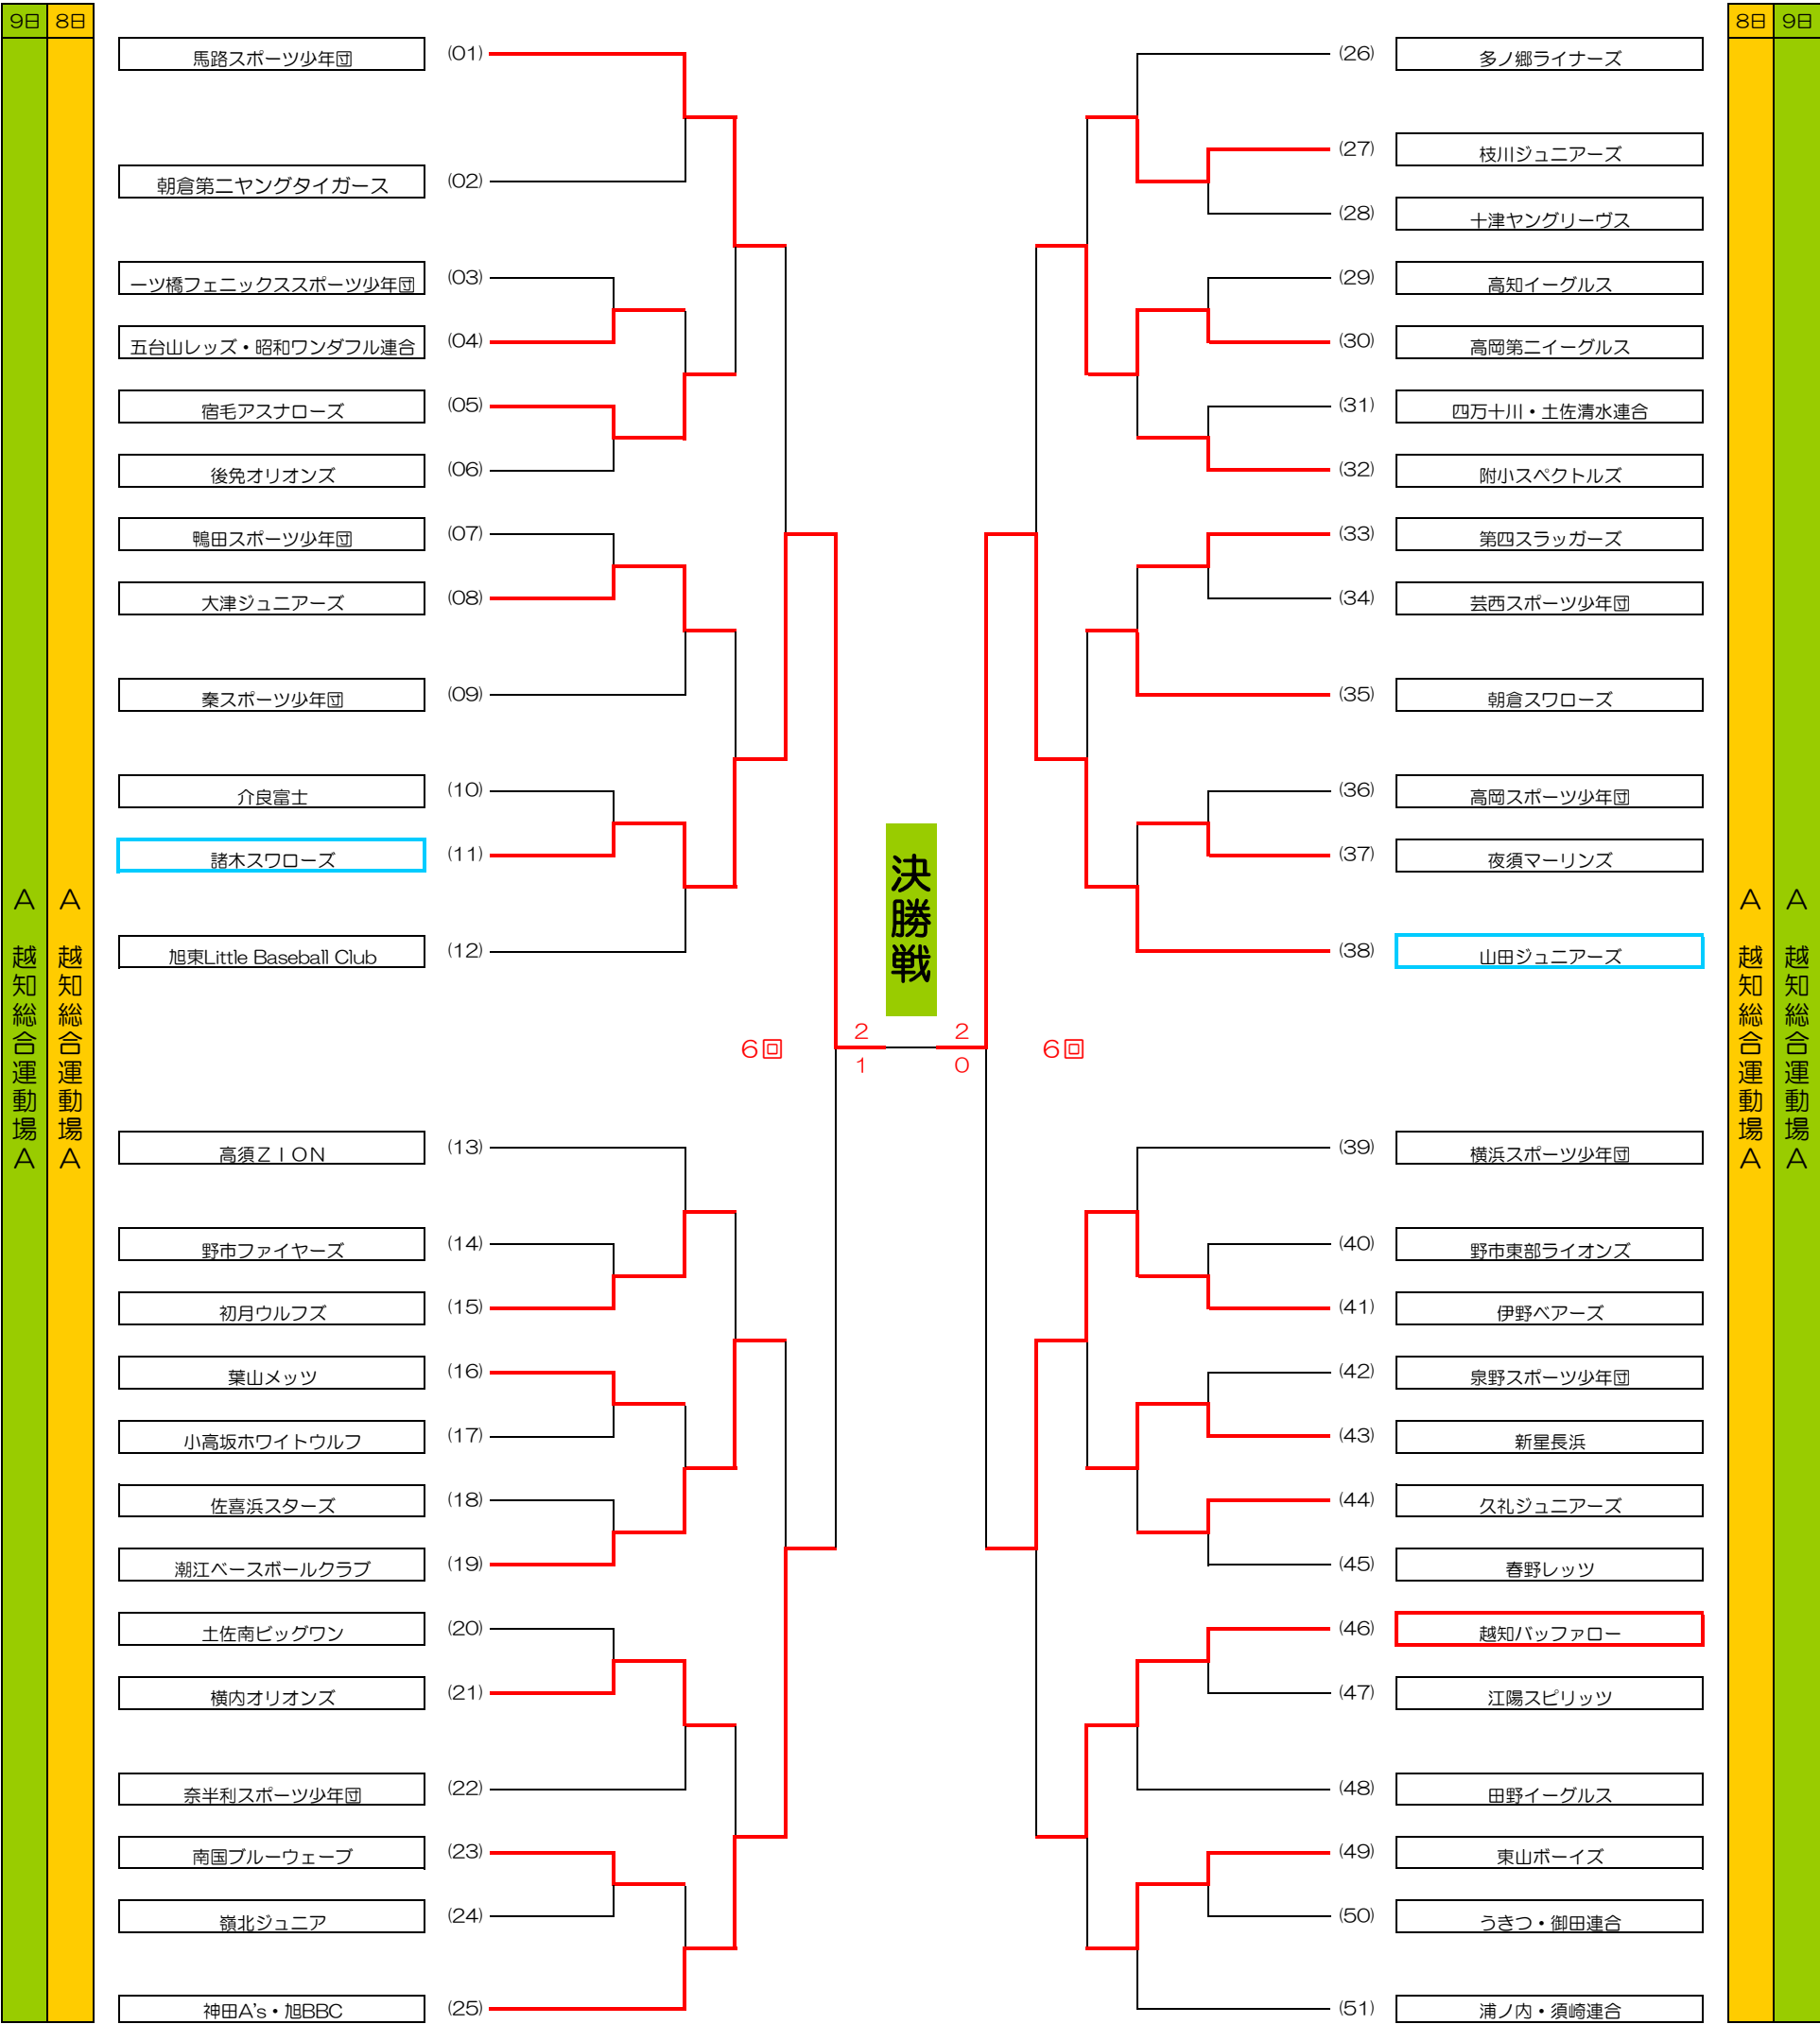 9日 8日
A 越知総合運動場A
A 越知総合運動場A
馬路スポーツ少年団 (01)
朝倉第二ヤングタイガース (02)
一ツ橋フェニックススポーツ少年団 (03)
五台山レッズ・昭和ワンダフル連合 (04)
宿毛アスナローズ (05)
後免オリオンズ (06)
鴨田スポーツ少年団 (07)
大津ジュニアーズ (08)
秦スポーツ少年団 (09)
介良富士 (10)
諸木スワローズ (11)
旭東Little Baseball Club (12)
高須ZION (13)
野市ファイヤーズ (14)
初月ウルフズ (15)
葉山メッツ (16)
小高坂ホワイトウルフ (17)
佐喜浜スターズ (18)
潮江ベースボールクラブ (19)
土佐南ビッグワン (20)
横内オリオンズ (21)
奈半利スポーツ少年団 (22)
南国ブルーウェーブ (23)
嶺北ジュニア (24)
神田A's・旭BBC (25)
決勝戦
2 2
6回 6回
1 0
(26) 多ノ郷ライナーズ
(27) 枝川ジュニアーズ
(28) 十津ヤングリーヴス
(29) 高知イーグルス
(30) 高岡第二イーグルス
(31) 四万十川・土佐清水連合
(32) 附小スペクトルズ
(33) 第四スラッガーズ
(34) 芸西スポーツ少年団
(35) 朝倉スワローズ
(36) 高岡スポーツ少年団
(37) 夜須マーリンズ
(38) 山田ジュニアーズ
(39) 横浜スポーツ少年団
(40) 野市東部ライオンズ
(41) 伊野ベアーズ
(42) 泉野スポーツ少年団
(43) 新星長浜
(44) 久礼ジュニアーズ
(45) 春野レッツ
(46) 越知バッファロー
(47) 江陽スピリッツ
(48) 田野イーグルス
(49) 東山ボーイズ
(50) うきつ・御田連合
(51) 浦ノ内・須崎連合
8日 9日
A 越知総合運動場A
A 越知総合運動場A